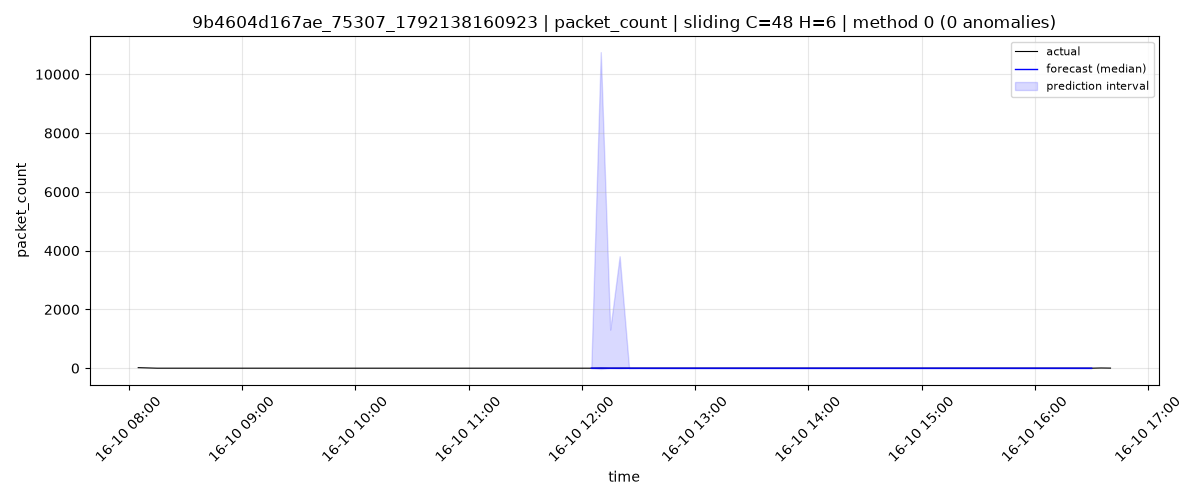 9b4604d167ae_75307_1792138160923 | packet_count | sliding C=48 H=6 | method 0 (0 anomalies)
actual
forecast (median)
prediction interval
packet_count
10000
8000
6000
4000
2000
0
16-10 08:00
16-10 09:00
16-10 10:00
16-10 11:00
16-10 12:00
16-10 13:00
16-10 14:00
16-10 15:00
16-10 16:00
16-10 17:00
time